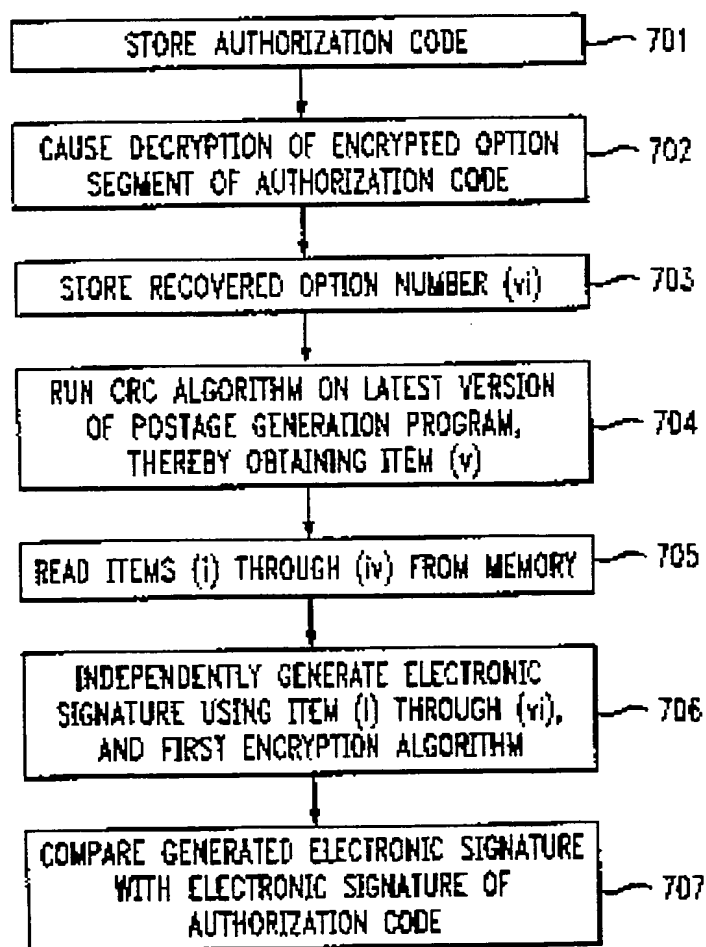 STORE AUTHORIZATION CODE
701
CAUSE DECRYPTION OF ENCRYPTED OPTION
SEGMENT OF AUTHORIZATION CODE
702
STORE RECOVERED OPTION NUMBER (vi)
703
RUN CRC ALGORITHM ON LATEST VERSION
OF POSTAGE GENERATION PROGRAM,
THEREBY OBTAINING ITEM (v)
704
READ ITEMS (i) THROUGH (iv) FROM MEMORY
705
INDEPENDENTLY GENERATE ELECTRONIC
SIGNATURE USING ITEM (i) THROUGH (vi),
AND FIRST ENCRYPTION ALGORITHM
706
COMPARE GENERATED ELECTRONIC SIGNATURE
WITH ELECTRONIC SIGNATURE OF
AUTHORIZATION CODE
707